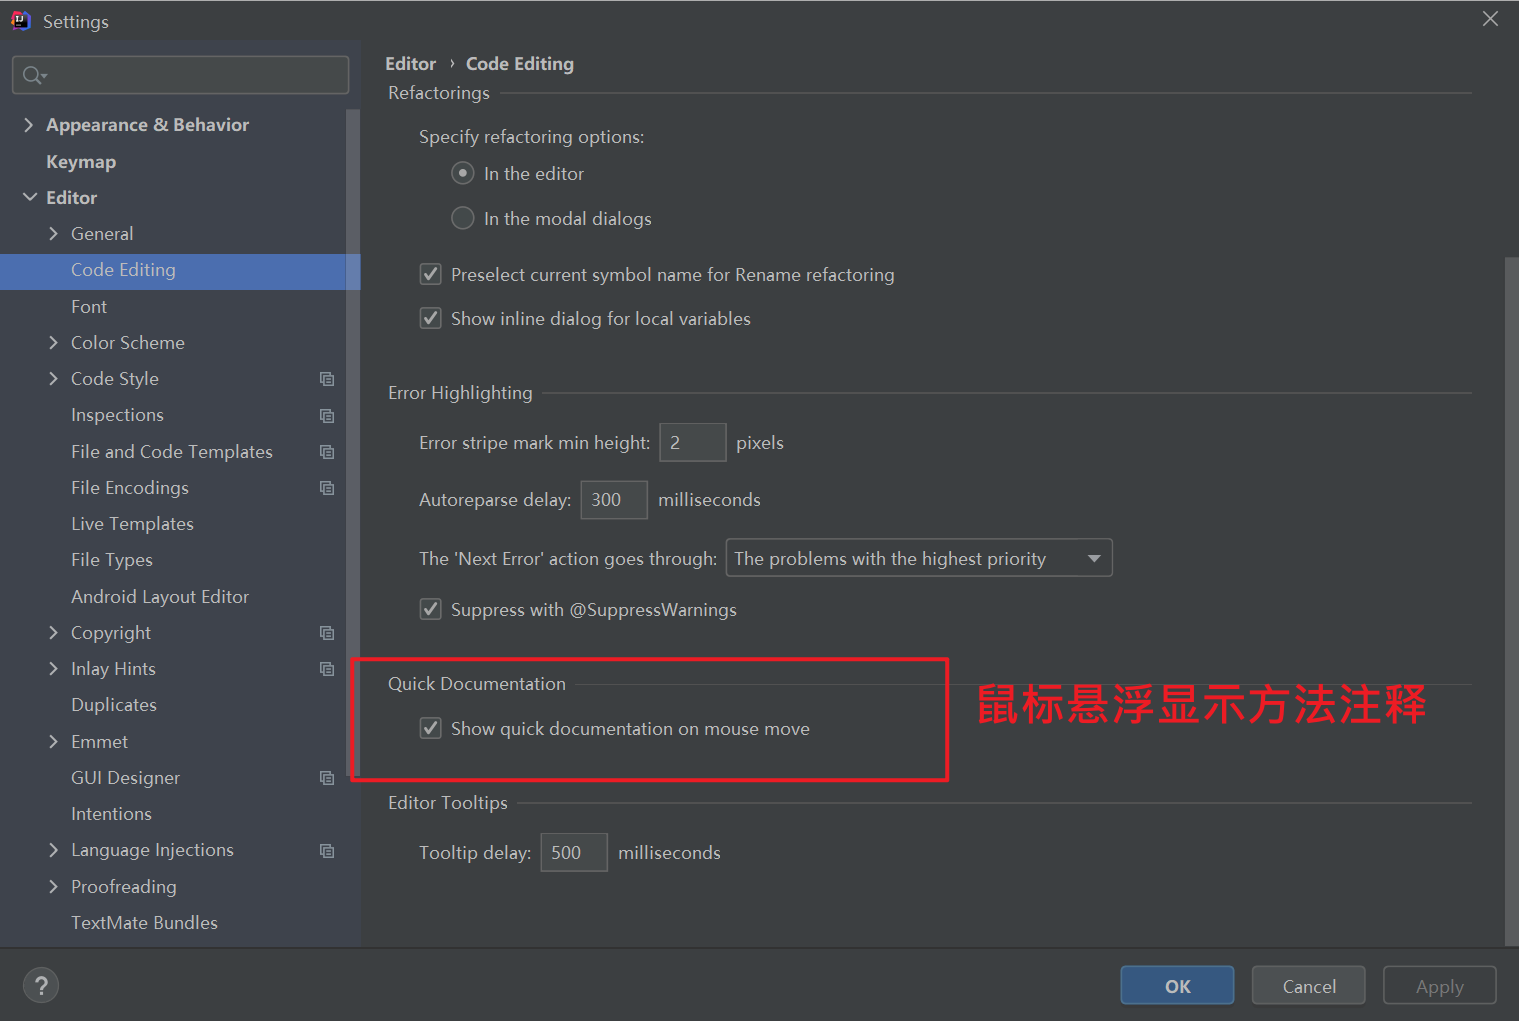 Settings
Appearance & Behavior
Keymap
Editor
General
Code Editing
Font
Color Scheme
Code Style
Inspections
File and Code Templates
File Encodings
Live Templates
File Types
Android Layout Editor
Copyright
Inlay Hints
Duplicates
Emmet
GUI Designer
Intentions
Language Injections
Proofreading
TextMate Bundles
Editor › Code Editing
Refactorings
Specify refactoring options:
In the editor
In the modal dialogs
Preselect current symbol name for Rename refactoring
Show inline dialog for local variables
Error Highlighting
Error stripe mark min height: 2 pixels
Autoreparse delay: 300 milliseconds
The 'Next Error' action goes through: The problems with the highest priority
Suppress with @SuppressWarnings
Quick Documentation
鼠标悬浮显示方法注释
Show quick documentation on mouse move
Editor Tooltips
Tooltip delay: 500 milliseconds
?
OK
Cancel
Apply